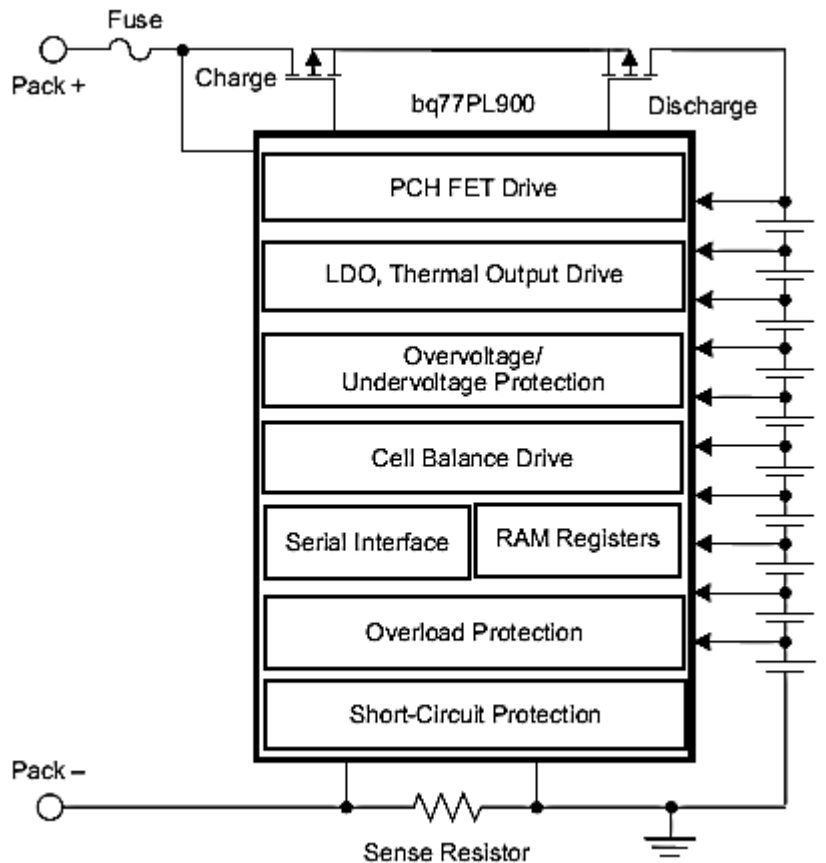 Fuse
Pack +
Charge
bq77PL900
Discharge
PCH FET Drive
LDO, Thermal Output Drive
Overvoltage/
Undervoltage Protection
Cell Balance Drive
Serial Interface
RAM Registers
Overload Protection
Short-Circuit Protection
Pack –
Sense Resistor